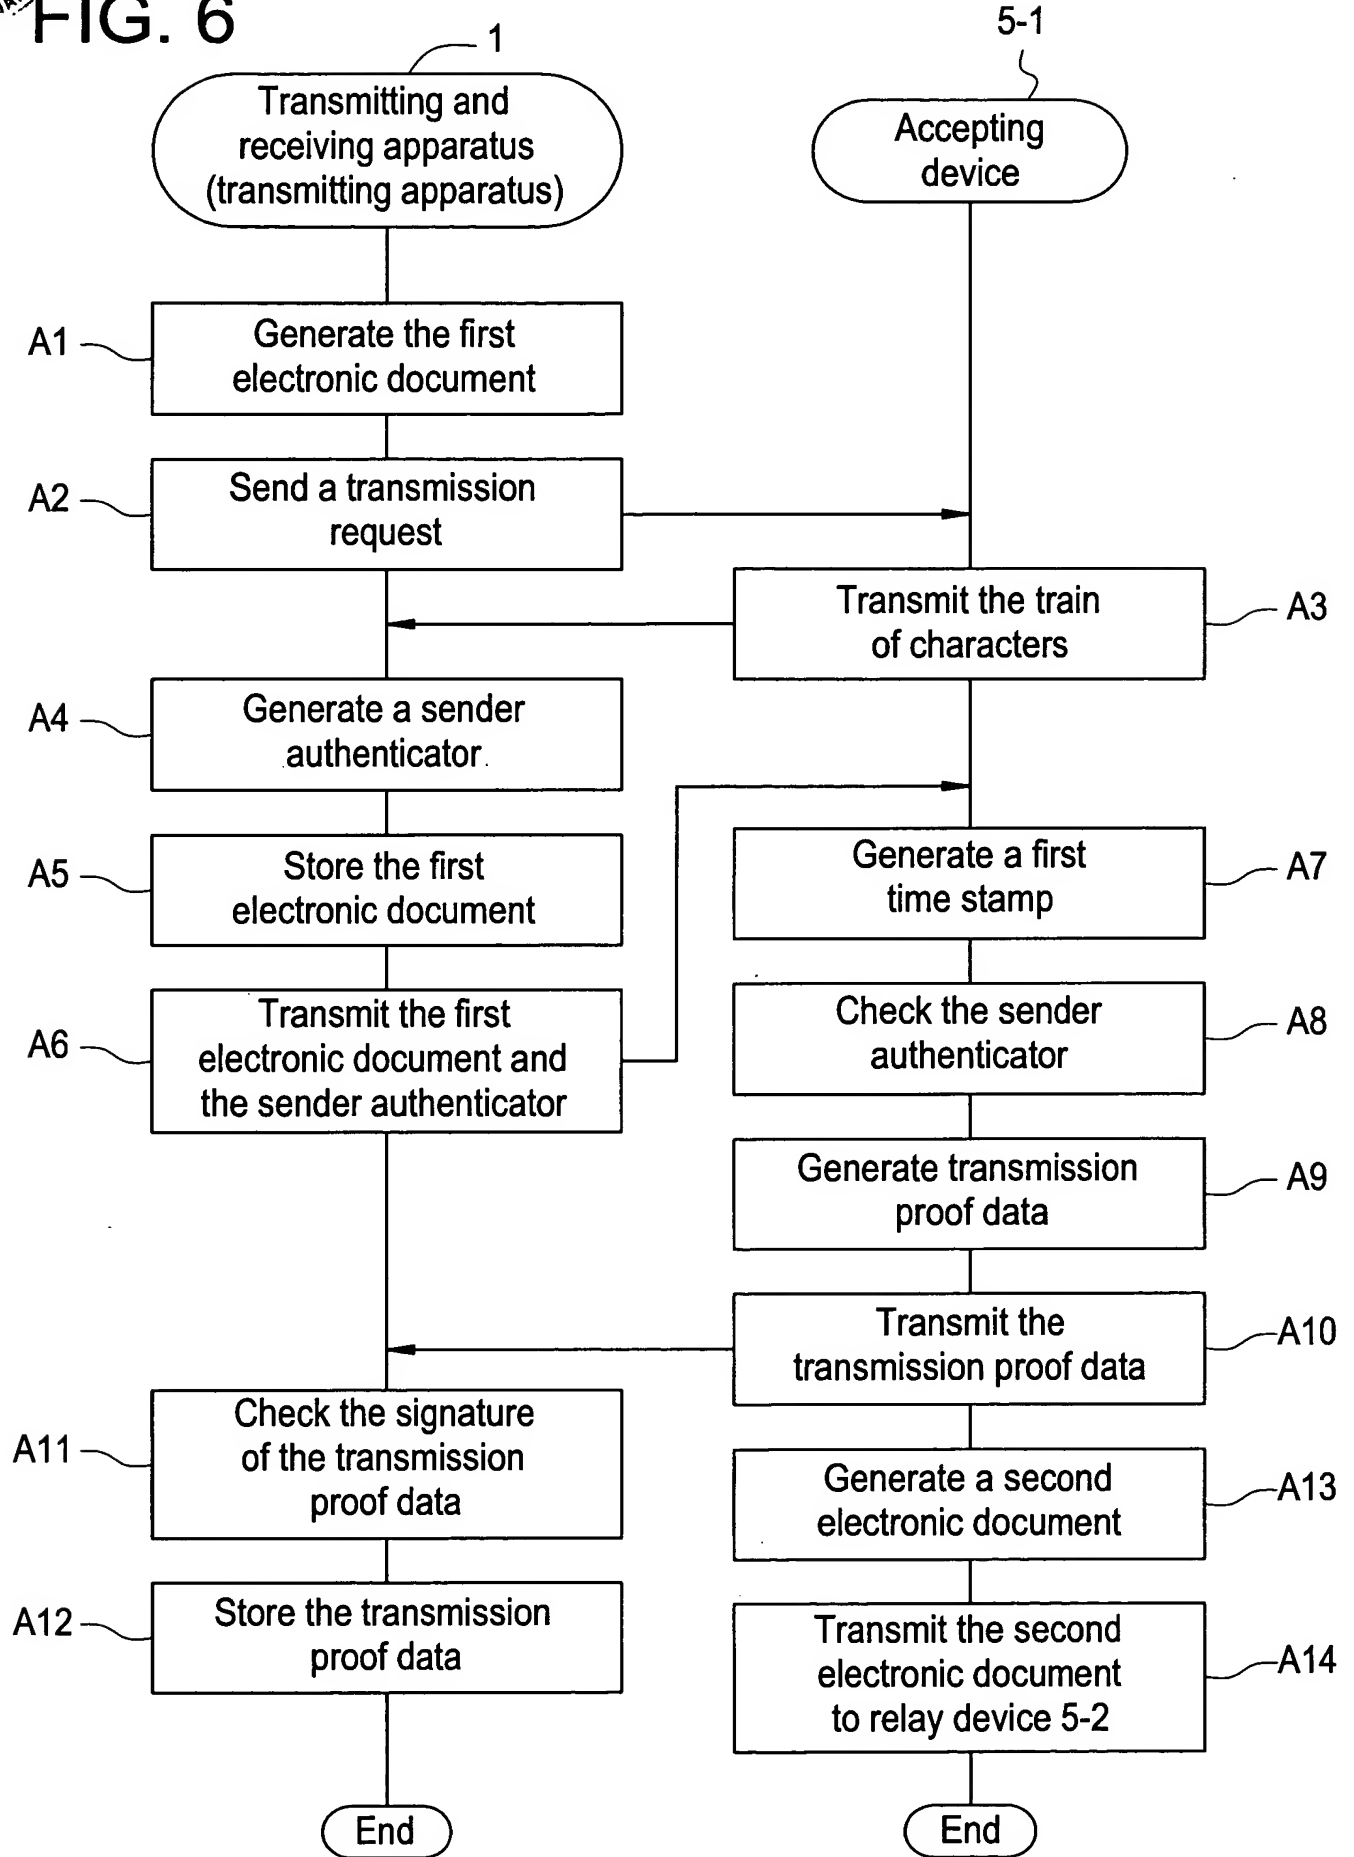 FIG. 6
1
5-1
Transmitting and
receiving apparatus
(transmitting apparatus)
Accepting
device
A1
Generate the first
electronic document
A2
Send a transmission
request
Transmit the train
of characters
A3
A4
Generate a sender
authenticator
A5
Store the first
electronic document
Generate a first
time stamp
A7
A6
Transmit the first
electronic document and
the sender authenticator
Check the sender
authenticator
A8
Generate transmission
proof data
A9
Transmit the
transmission proof data
A10
A11
Check the signature
of the transmission
proof data
Generate a second
electronic document
A13
A12
Store the transmission
proof data
Transmit the second
electronic document
to relay device 5-2
A14
End
End